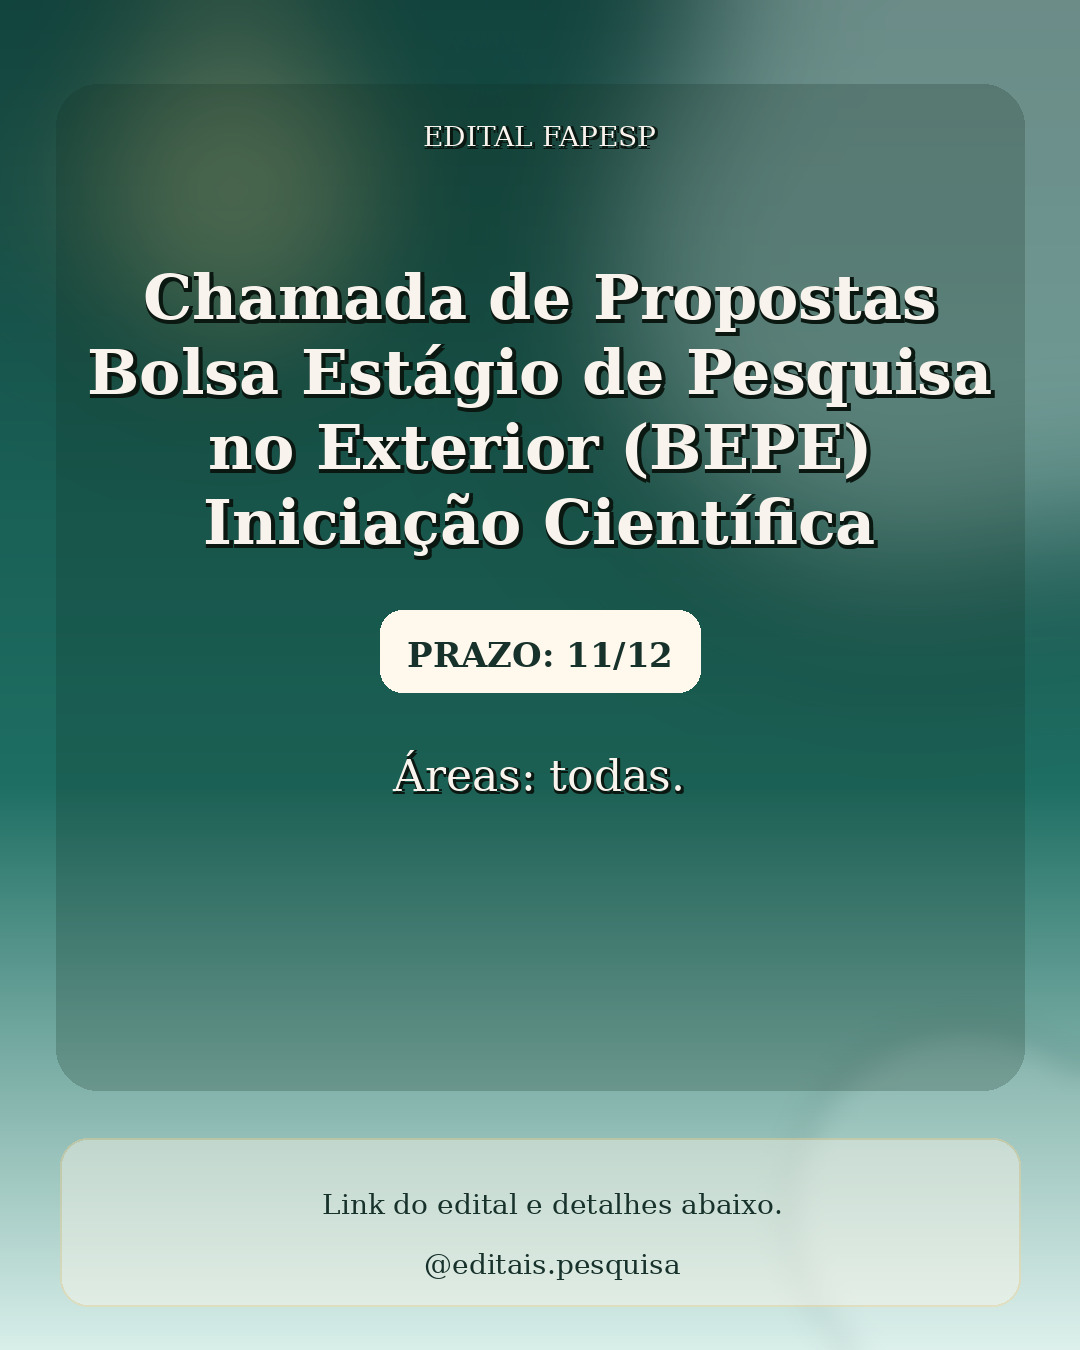 EDITAL FAPESP
Chamada de Propostas
Bolsa Estágio de Pesquisa
no Exterior (BEPE)
Iniciação Científica
PRAZO: 11/12
Áreas: todas.
Link do edital e detalhes abaixo.
@editais.pesquisa